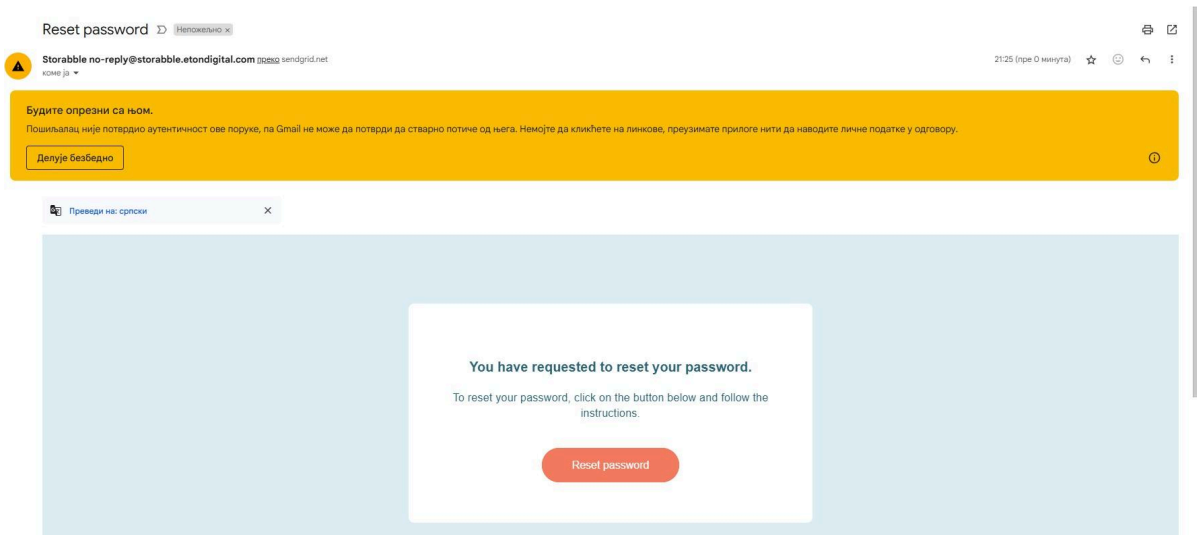 Reset password Непожељно ×
Storabble no-reply@storabble.etondigital.com преко sendgrid.net
21:25 (пре 0 минута)
коме ја
Будите опрезни са њом.
Пошиљалац није потврдио аутентичност ове поруке, па Gmail не може да потврди да стварно потиче од њега. Немојте да кликћете на линкове, преузимате прилоге нити да наводите личне податке у одговору.
Делује безбедно
Преведи на: српски
You have requested to reset your password.
To reset your password, click on the button below and follow the
instructions.
Reset password